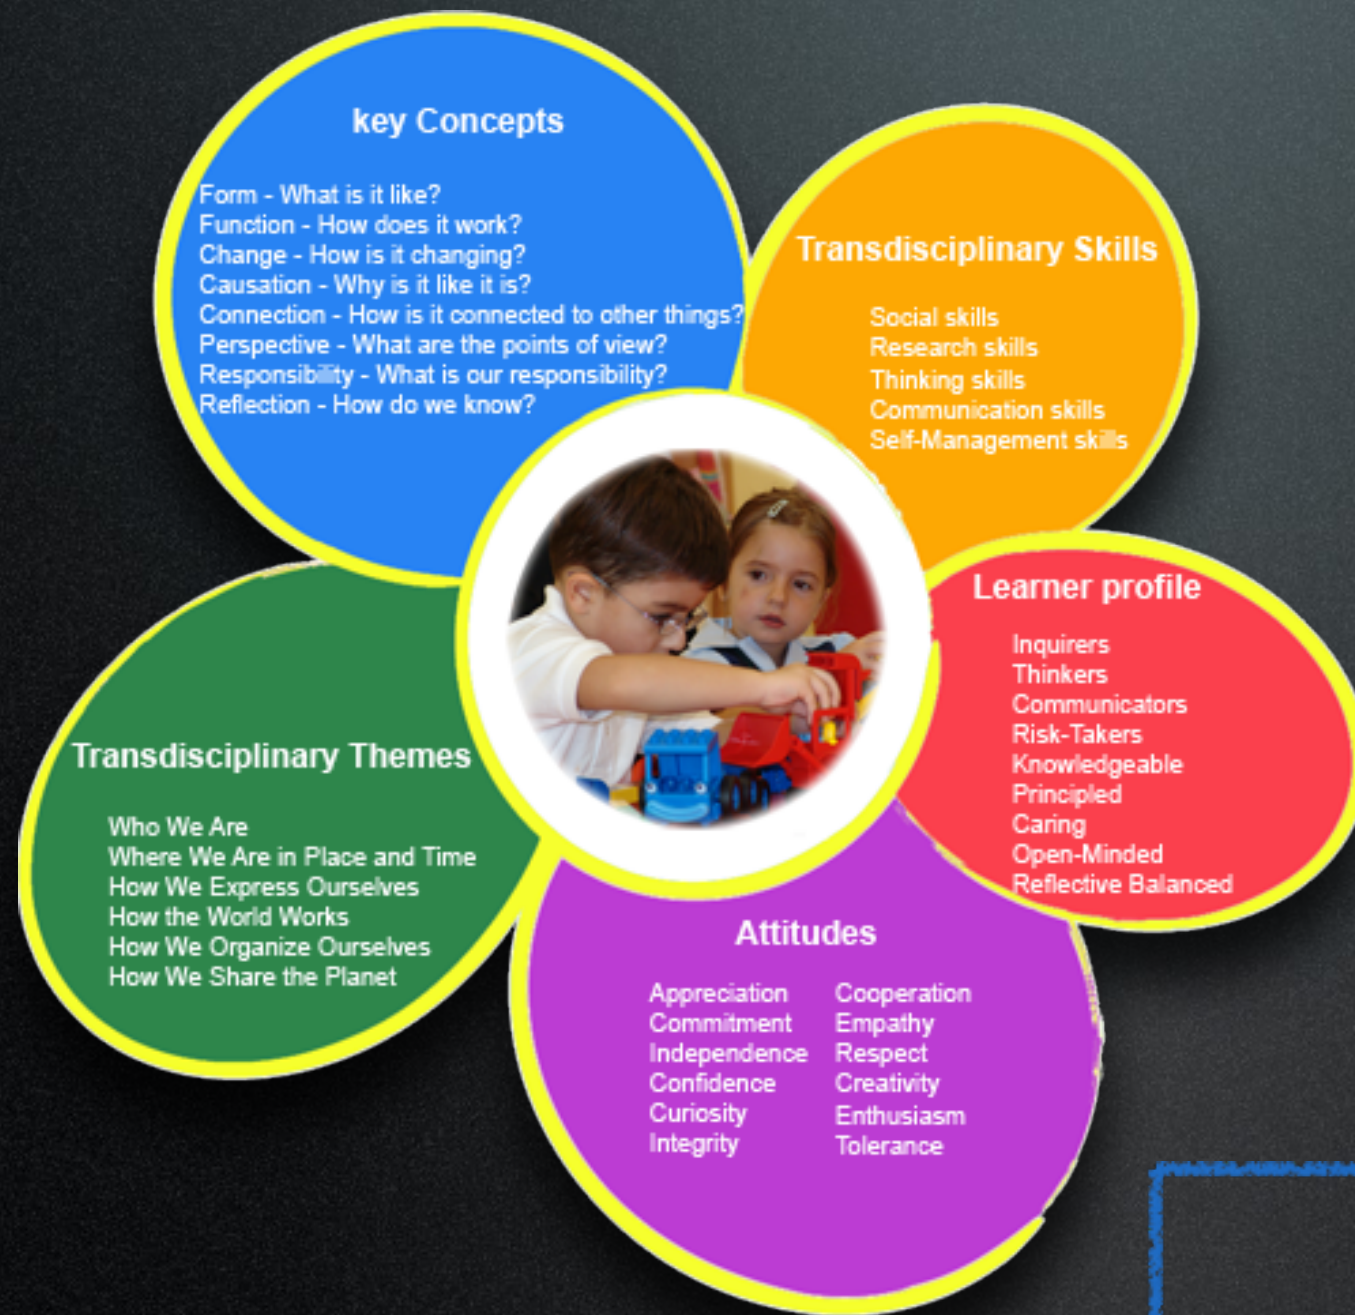 key Concepts
Form - What is it like?
Function - How does it work?
Change - How is it changing?
Causation - Why is it like it is?
Connection - How is it connected to other things?
Perspective - What are the points of view?
Responsibility - What is our responsibility?
Reflection - How do we know?
Transdisciplinary Skills
Social skills
Research skills
Thinking skills
Communication skills
Self-Management skills
Learner profile
Inquirers
Thinkers
Communicators
Risk-Takers
Knowledgeable
Principled
Caring
Open-Minded
Reflective Balanced
Transdisciplinary Themes
Who We Are
Where We Are in Place and Time
How We Express Ourselves
How the World Works
How We Organize Ourselves
How We Share the Planet
Attitudes
Appreciation
Commitment
Independence
Confidence
Curiosity
Integrity
Cooperation
Empathy
Respect
Creativity
Enthusiasm
Tolerance